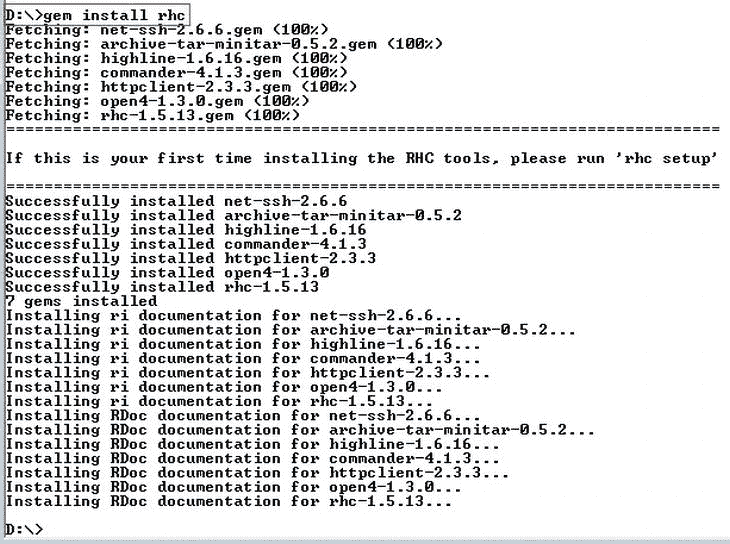 D:\>gem install rhc
Fetching: net-ssh-2.6.6.gem (100%)
Fetching: archive-tar-minitar-0.5.2.gem (100%)
Fetching: highline-1.6.16.gem (100%)
Fetching: commander-4.1.3.gem (100%)
Fetching: httpclient-2.3.3.gem (100%)
Fetching: open4-1.3.0.gem (100%)
Fetching: rhc-1.5.13.gem (100%)
===========================================================================
If this is your first time installing the RHC tools, please run 'rhc setup'
===========================================================================
Successfully installed net-ssh-2.6.6
Successfully installed archive-tar-minitar-0.5.2
Successfully installed highline-1.6.16
Successfully installed commander-4.1.3
Successfully installed httpclient-2.3.3
Successfully installed open4-1.3.0
Successfully installed rhc-1.5.13
7 gems installed
Installing ri documentation for net-ssh-2.6.6...
Installing ri documentation for archive-tar-minitar-0.5.2...
Installing ri documentation for highline-1.6.16...
Installing ri documentation for commander-4.1.3...
Installing ri documentation for httpclient-2.3.3...
Installing ri documentation for open4-1.3.0...
Installing ri documentation for rhc-1.5.13...
Installing RDoc documentation for net-ssh-2.6.6...
Installing RDoc documentation for archive-tar-minitar-0.5.2...
Installing RDoc documentation for highline-1.6.16...
Installing RDoc documentation for commander-4.1.3...
Installing RDoc documentation for httpclient-2.3.3...
Installing RDoc documentation for open4-1.3.0...
Installing RDoc documentation for rhc-1.5.13...
D:\>